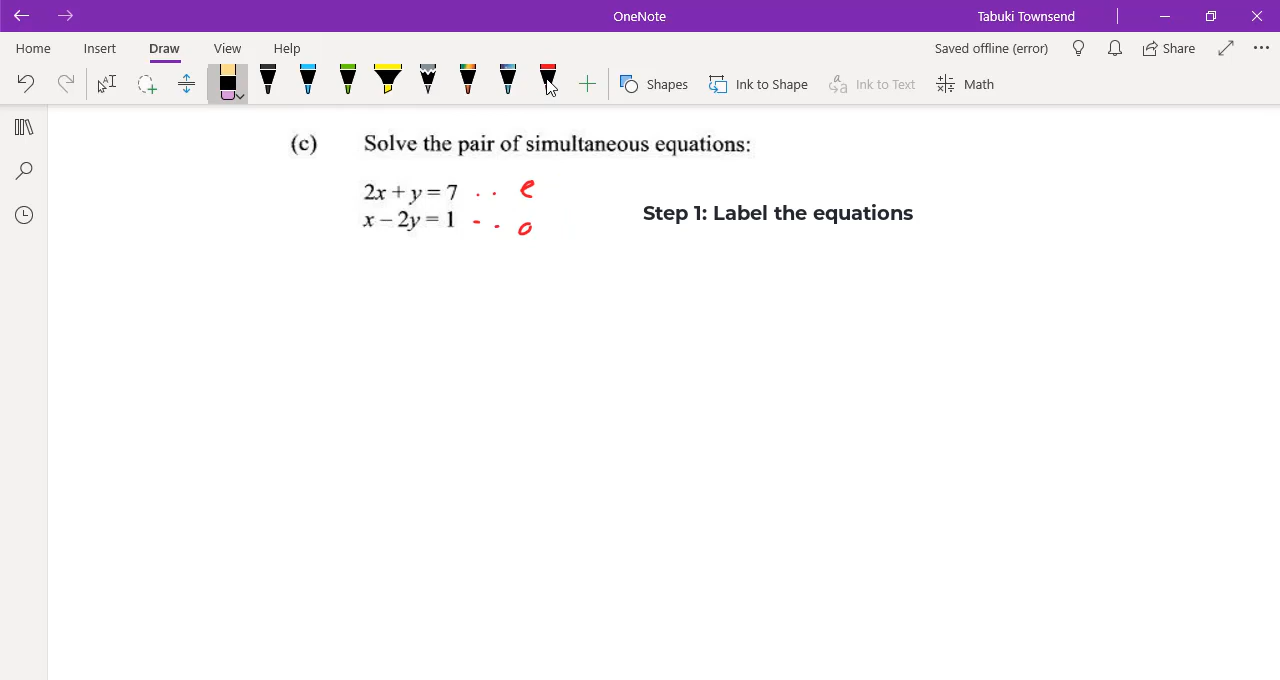 OneNote
Tabuki Townsend
Home Insert Draw View Help
Saved offline (error)
Share
Shapes
Ink to Shape
Ink to Text
Math
(c) Solve the pair of simultaneous equations:
2x + y = 7 .. e
x − 2y = 1 -. o
Step 1: Label the equations